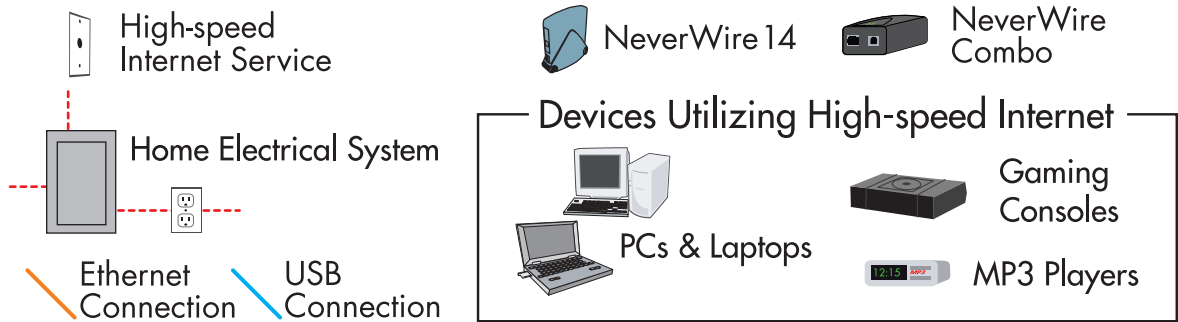 High-speed
Internet Service
NeverWire 14
NeverWire
Combo
Devices Utilizing High-speed Internet
Home Electrical System
Gaming
Consoles
PCs & Laptops
12:15 MP3
MP3 Players
Ethernet
Connection
USB
Connection